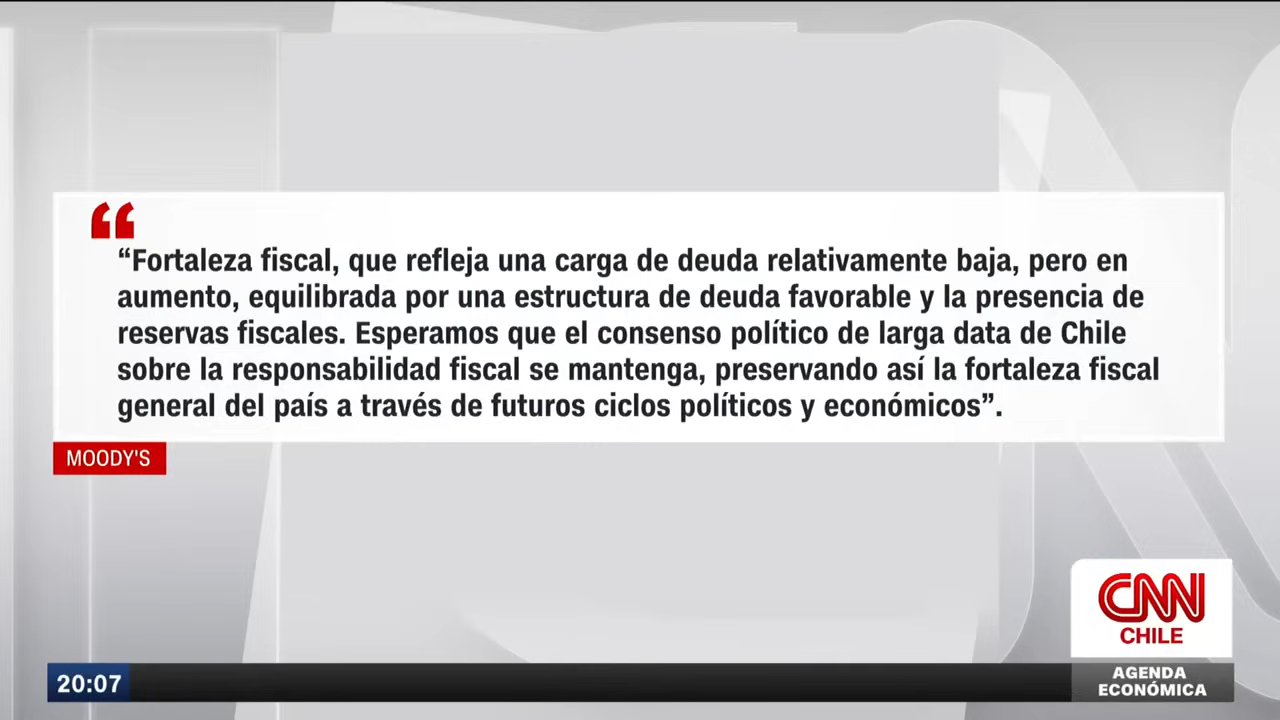 “Fortaleza fiscal, que refleja una carga de deuda relativamente baja, pero en
aumento, equilibrada por una estructura de deuda favorable y la presencia de
reservas fiscales. Esperamos que el consenso político de larga data de Chile
sobre la responsabilidad fiscal se mantenga, preservando así la fortaleza fiscal
general del país a través de futuros ciclos políticos y económicos”.
MOODY'S
CNN
CHILE
20:07
AGENDA
ECONÓMICA